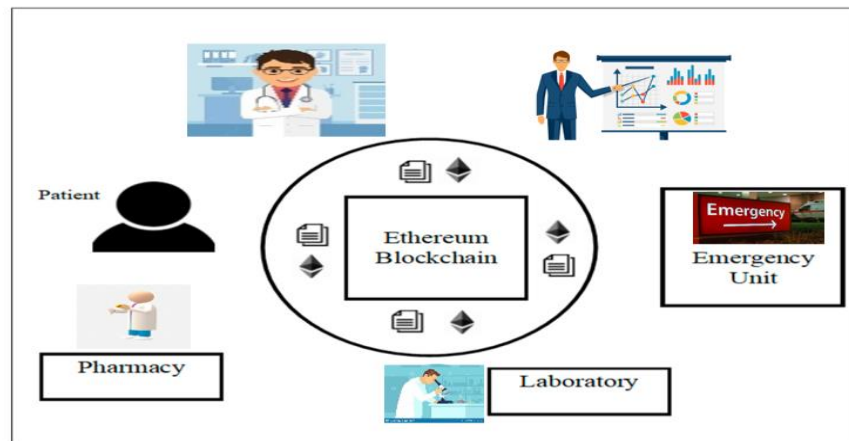 Patient
Ethereum
Blockchain
Emergency
Emergency
Unit
Pharmacy
Laboratory